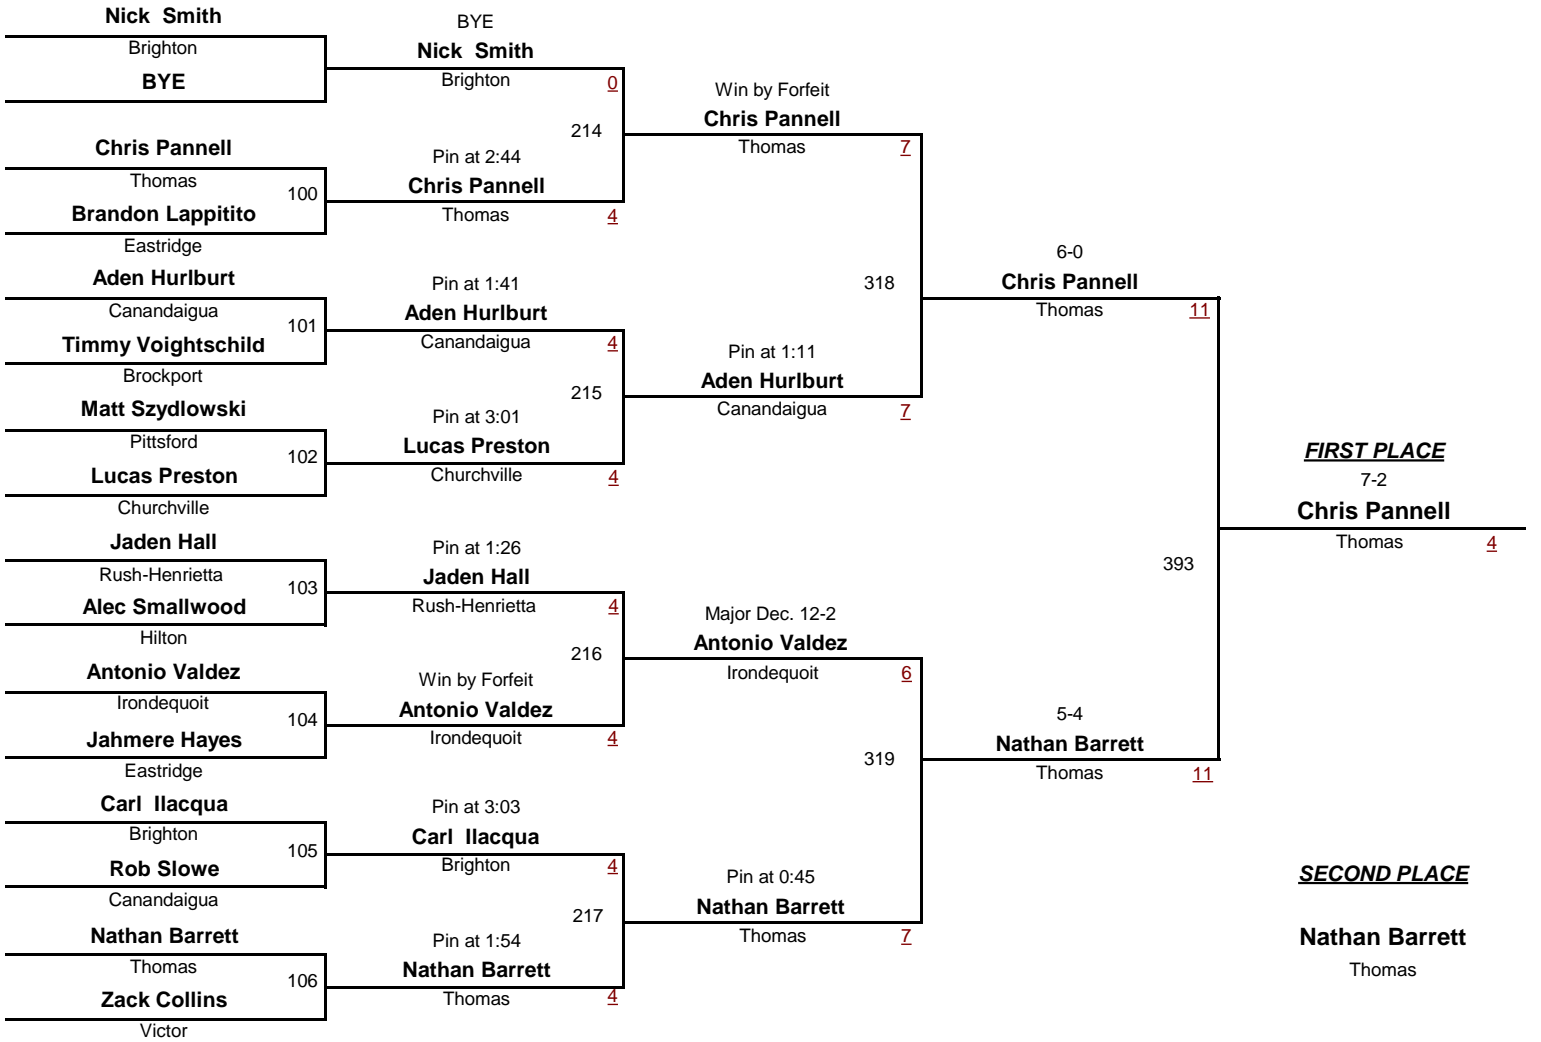 Nick Smith
Brighton
BYE
Chris Pannell
Thomas
100
Brandon Lappitito
Eastridge
Aden Hurlburt
Canandaigua
101
Timmy Voightschild
Brockport
Matt Szydlowski
Pittsford
102
Lucas Preston
Churchville
Jaden Hall
Rush-Henrietta
103
Alec Smallwood
Hilton
Antonio Valdez
Irondequoit
104
Jahmere Hayes
Eastridge
Carl Ilacqua
Brighton
105
Rob Slowe
Canandaigua
Nathan Barrett
Thomas
106
Zack Collins
Victor
BYE
Nick Smith
Brighton
0
214
Pin at 2:44
Chris Pannell
Thomas
4
Pin at 1:41
Aden Hurlburt
Canandaigua
4
215
Pin at 3:01
Lucas Preston
Churchville
4
Pin at 1:26
Jaden Hall
Rush-Henrietta
4
216
Win by Forfeit
Antonio Valdez
Irondequoit
4
Pin at 3:03
Carl Ilacqua
Brighton
4
217
Pin at 1:54
Nathan Barrett
Thomas
4
Win by Forfeit
Chris Pannell
Thomas
7
318
Pin at 1:11
Aden Hurlburt
Canandaigua
7
Major Dec. 12-2
Antonio Valdez
Irondequoit
6
319
Pin at 0:45
Nathan Barrett
Thomas
7
6-0
Chris Pannell
Thomas
11
393
5-4
Nathan Barrett
Thomas
11
FIRST PLACE
7-2
Chris Pannell
Thomas
4
SECOND PLACE
Nathan Barrett
Thomas